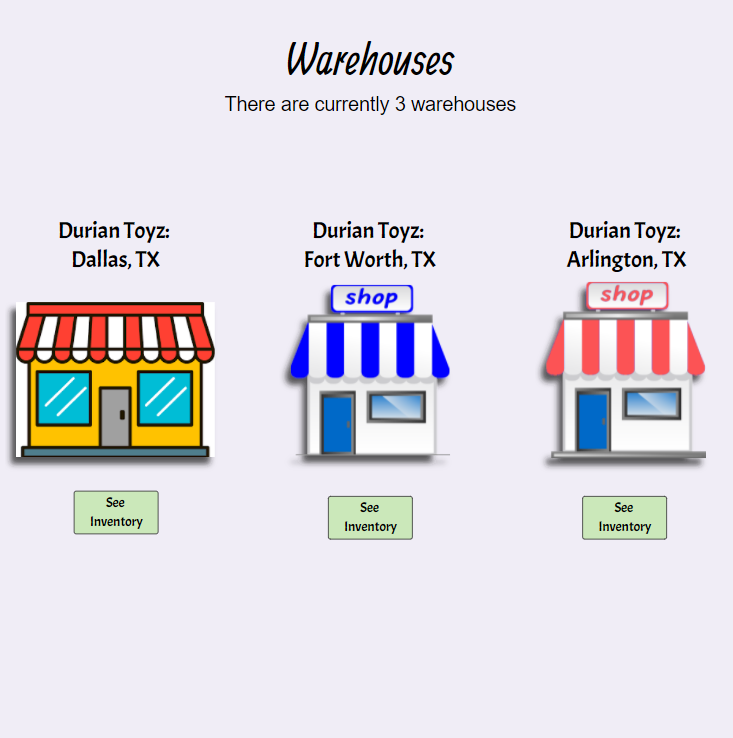 Warehouses
There are currently 3 warehouses
Durian Toyz:
Dallas, TX
See
Inventory
Durian Toyz:
Fort Worth, TX
shop
See
Inventory
Durian Toyz:
Arlington, TX
shop
See
Inventory